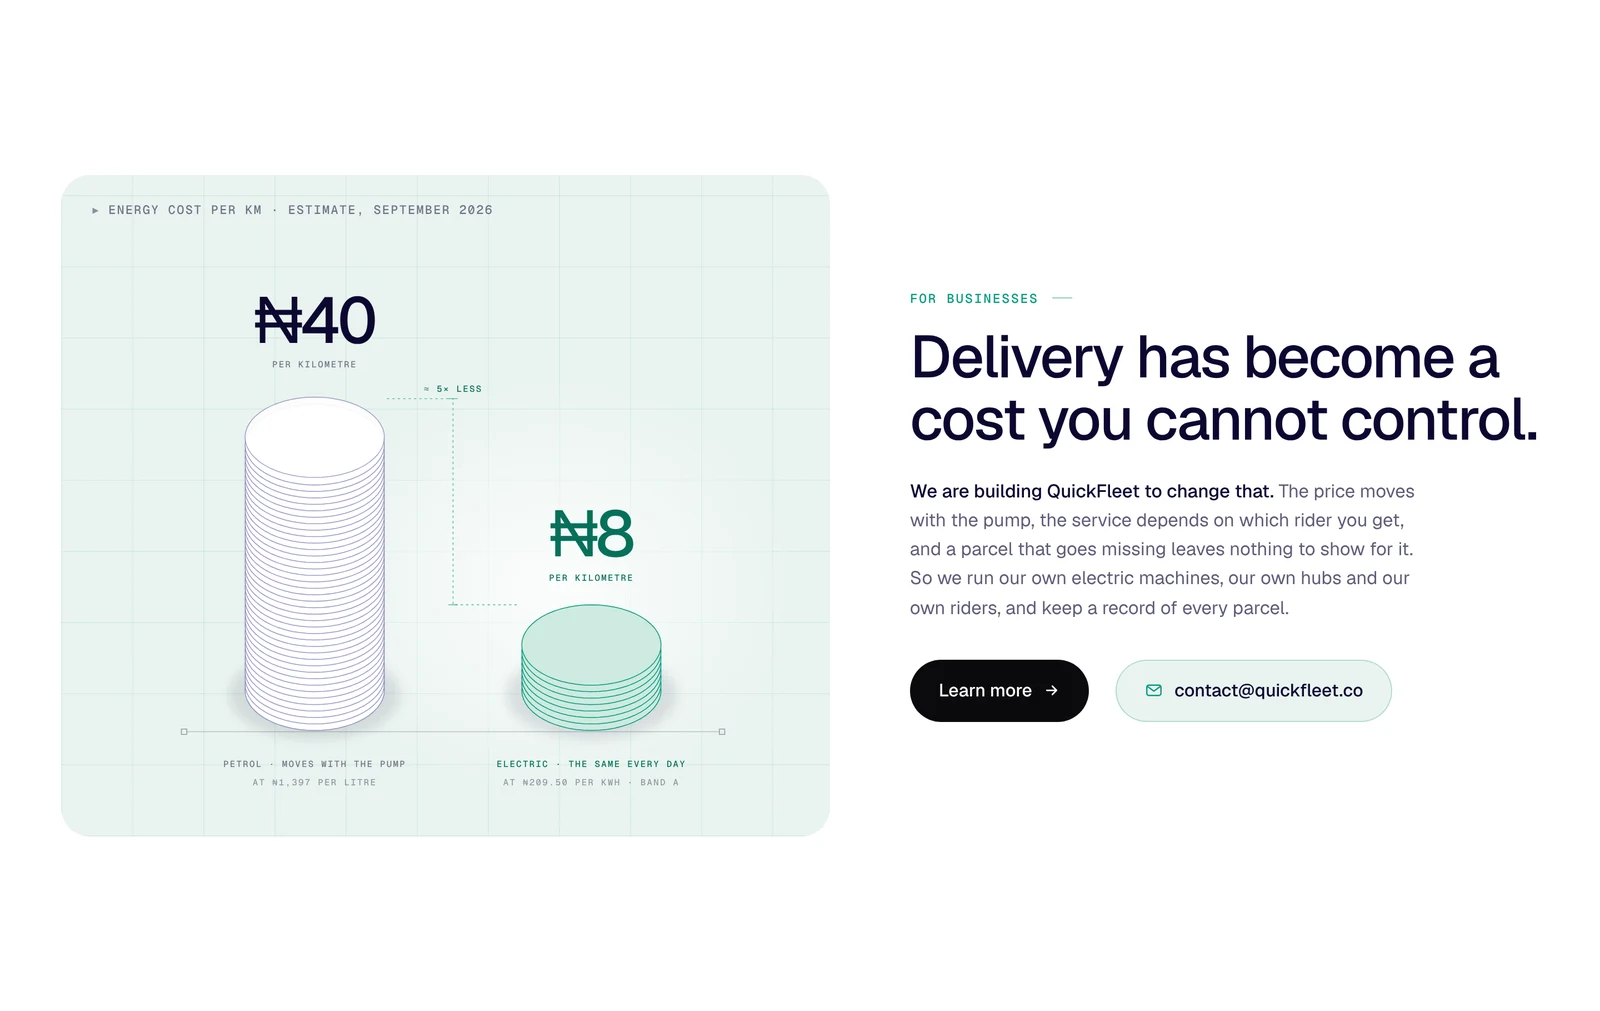 ▸ ENERGY COST PER KM · ESTIMATE, SEPTEMBER 2026
₦40
PER KILOMETRE
≈ 5× LESS
₦8
PER KILOMETRE
PETROL · MOVES WITH THE PUMP
AT ₦1,397 PER LITRE
ELECTRIC · THE SAME EVERY DAY
AT ₦209.50 PER KWH · BAND A
FOR BUSINESSES
Delivery has become a
cost you cannot control.
We are building QuickFleet to change that. The price moves
with the pump, the service depends on which rider you get,
and a parcel that goes missing leaves nothing to show for it.
So we run our own electric machines, our own hubs and our
own riders, and keep a record of every parcel.
Learn more →
contact@quickfleet.co